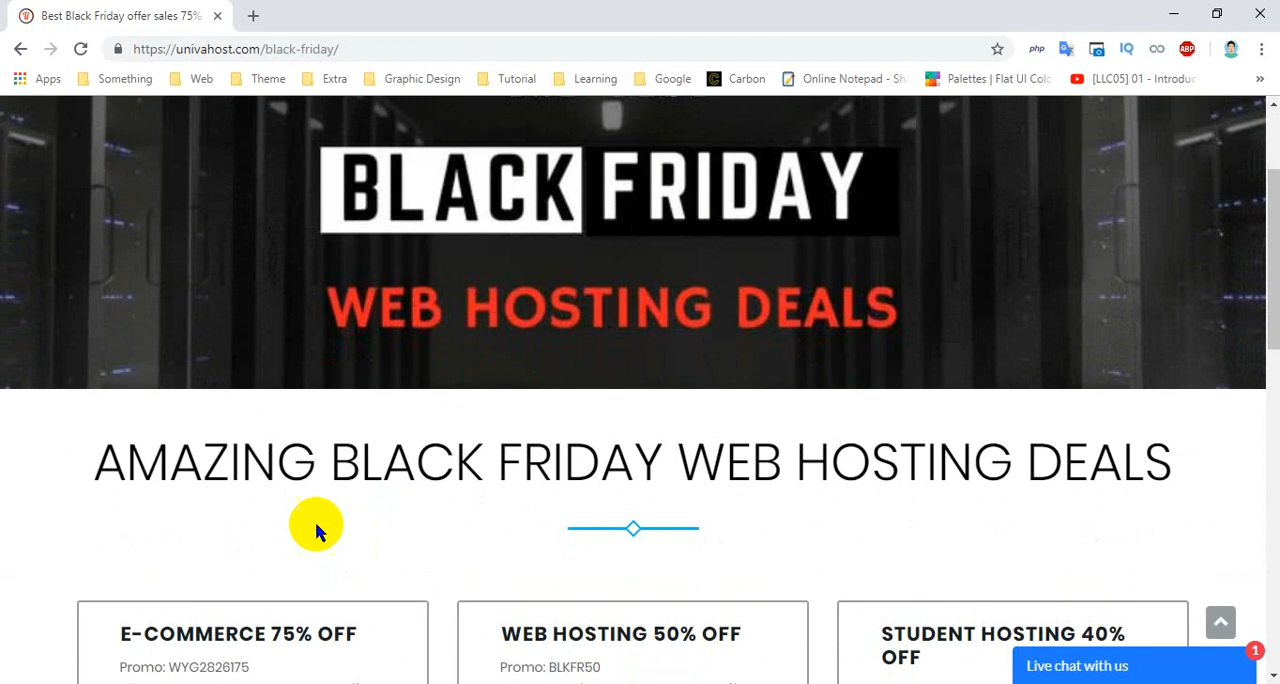 Best Black Friday offer sales 75%
https://univahost.com/black-friday/
php
IQ
ABP
Apps
Something
Web
Theme
Extra
Graphic Design
Tutorial
Learning
Google
C
Carbon
Online Notepad - Sh
Palettes | Flat UI Colo
[LLC05] 01 - Introduc
»
BLACK FRIDAY
WEB HOSTING DEALS
AMAZING BLACK FRIDAY WEB HOSTING DEALS
E-COMMERCE 75% OFF
Promo: WYG2826175
WEB HOSTING 50% OFF
Promo: BLKFR50
STUDENT HOSTING 40%
OFF
Live chat with us
1